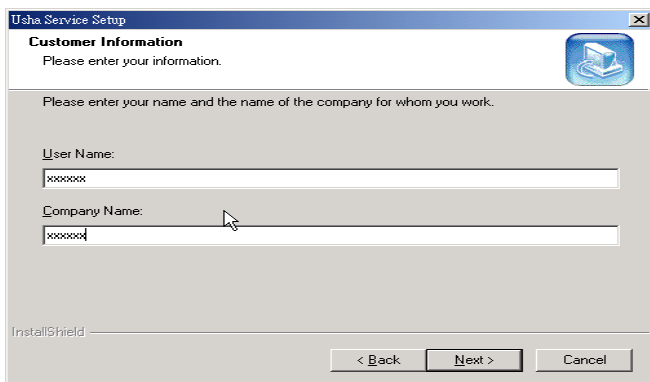 Usha Service Setup
Customer Information
Please enter your information.
Please enter your name and the name of the company for whom you work.
User Name:
xxxxxx
Company Name:
xxxxxx
InstallShield
< Back
Next >
Cancel